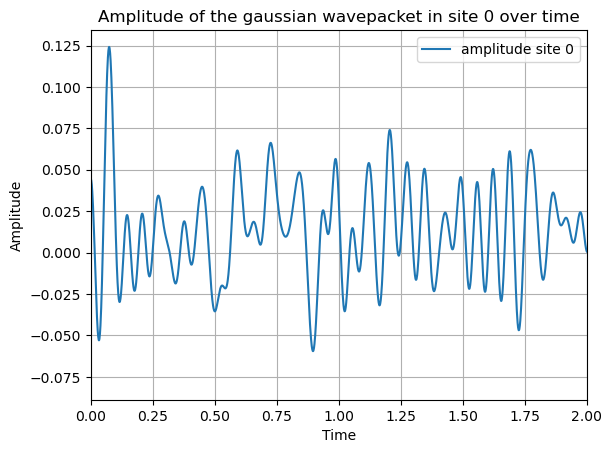 Amplitude of the gaussian wavepacket in site 0 over time
amplitude site 0
Amplitude
0.125
0.100
0.075
0.050
0.025
0.000
−0.025
−0.050
−0.075
0.00 0.25 0.50 0.75 1.00 1.25 1.50 1.75 2.00
Time